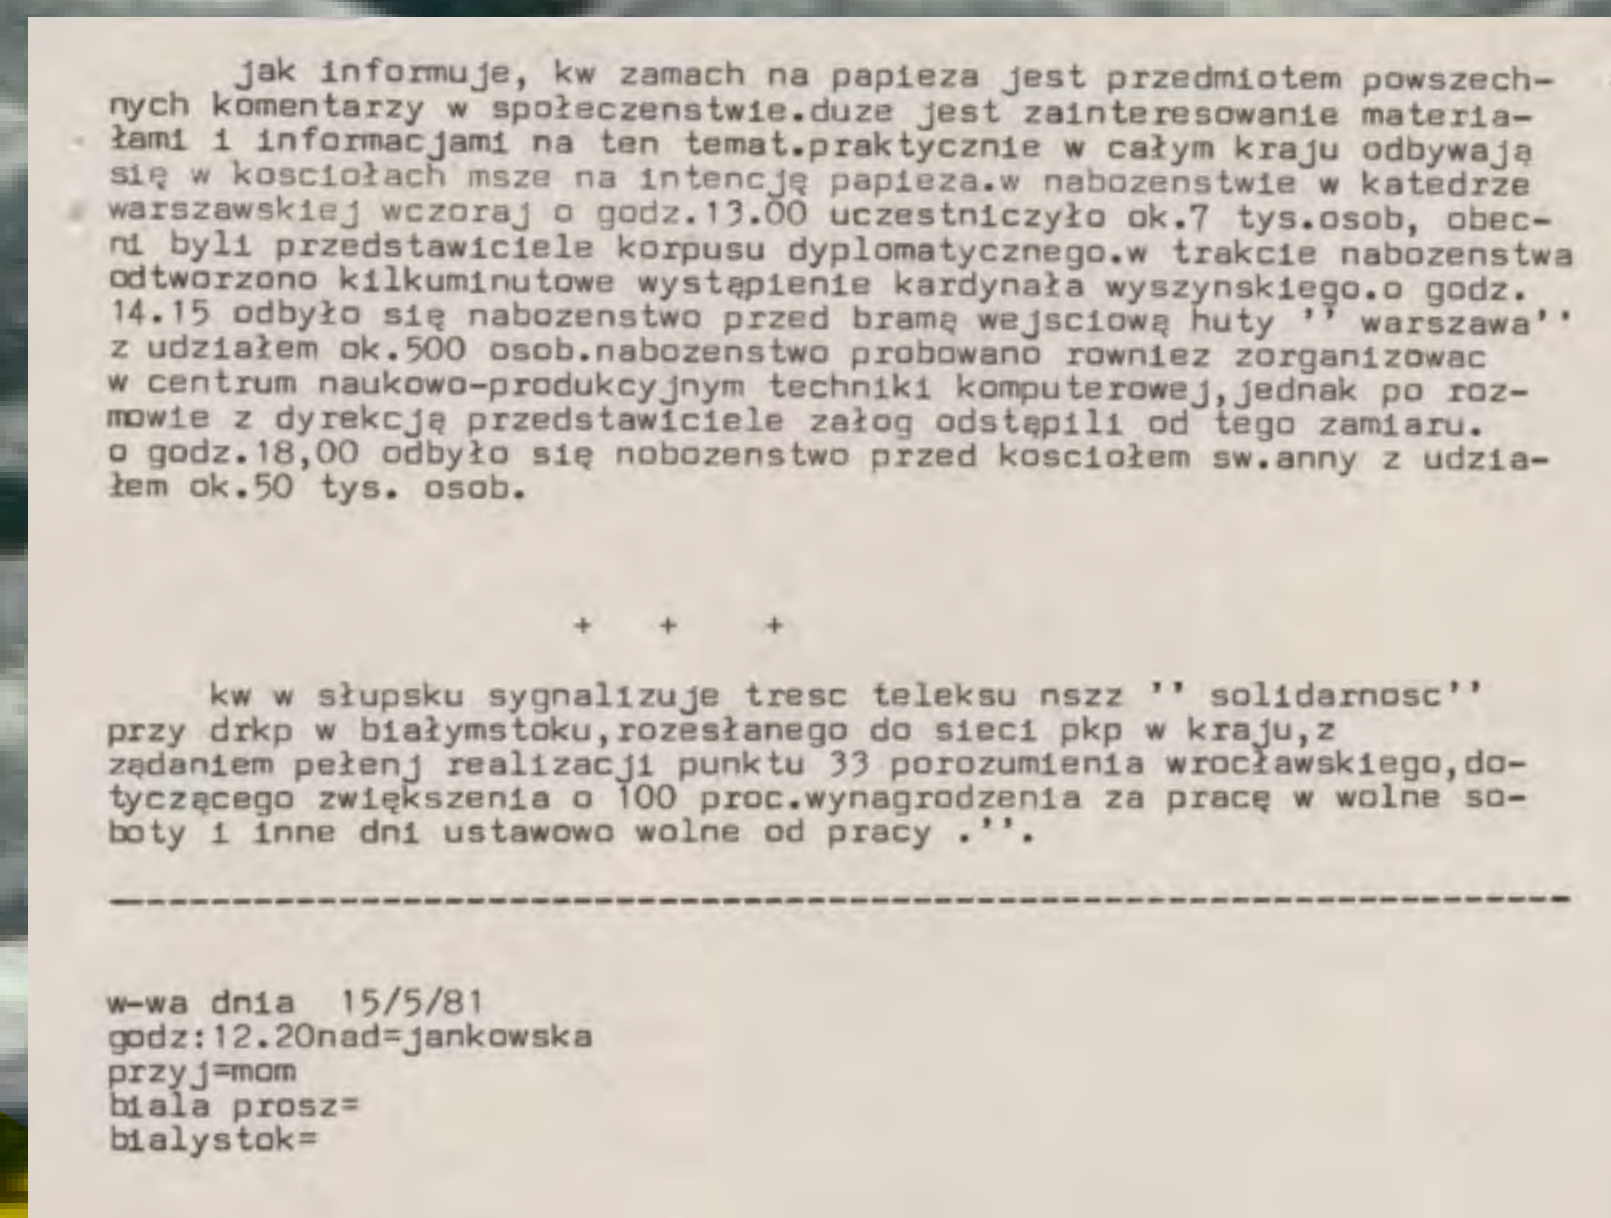 jak informuje, kw zamach na papieza jest przedmiotem powszech-
nych komentarzy w społeczenstwie.duze jest zainteresowanie materia-
łami i informacjami na ten temat.praktycznie w całym kraju odbywają
się w kosciołach msze na intencję papieza.w nabozenstwie w katedrze
warszawskiej wczoraj o godz.13.00 uczestniczyło ok.7 tys.osob, obec-
ni byli przedstawiciele korpusu dyplomatycznego.w trakcie nabozenstwa
odtworzono kilkuminutowe wystąpienie kardynała wyszynskiego.o godz.
14.15 odbyło się nabozenstwo przed bramą wejsciową huty '' warszawa''
z udziałem ok.500 osob.nabozenstwo probowano rowniez zorganizowac
w centrum naukowo-produkcyjnym techniki komputerowej,jednak po roz-
mowie z dyrekcją przedstawiciele załog odstąpili od tego zamiaru.
o godz.18,00 odbyło się nobozenstwo przed kosciołem sw.anny z udzia-
łem ok.50 tys. osob.
+ + +
kw w słupsku sygnalizuje tresc teleksu nszz '' solidarnosc''
przy drkp w białymstoku,rozesłanego do sieci pkp w kraju,z
ządaniem pełenj realizacji punktu 33 porozumienia wrocławskiego,do-
tyczącego zwiększenia o 100 proc.wynagrodzenia za pracę w wolne so-
boty i inne dni ustawowo wolne od pracy .''.
---------------------------------------------------------------------
w-wa dnia 15/5/81
godz:12.20nad=jankowska
przyj=mom
biala prosz=
bialystok=